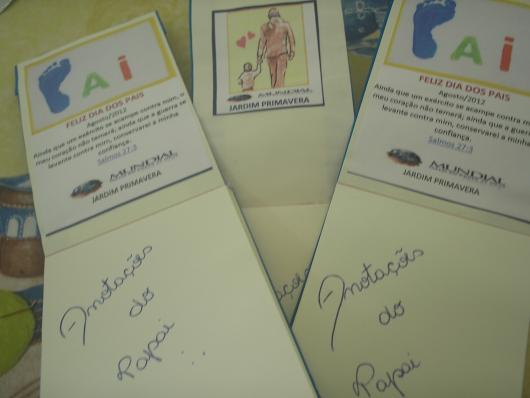 PAI
FELIZ DIA DOS PAIS
Agosto/2012
Ainda que um exército se acampe contra mim, o
meu coração não temerá; ainda que a guerra se
levante contra mim, conservarei a minha
confiança.
Salmos 27:3
MUNDIAL
JARDIM PRIMAVERA
Anotações
do
Papai
MUNDIAL
JARDIM PRIMAVERA
PAI
FELIZ DIA DOS PAIS
Agosto/2012
Ainda que um exército se acampe contra mim, o
meu coração não temerá; ainda que a guerra se
levante contra mim, conservarei a minha
confiança.
Salmos 27:3
MUNDIAL
JARDIM PRIMAVERA
Anotações
do
Papai